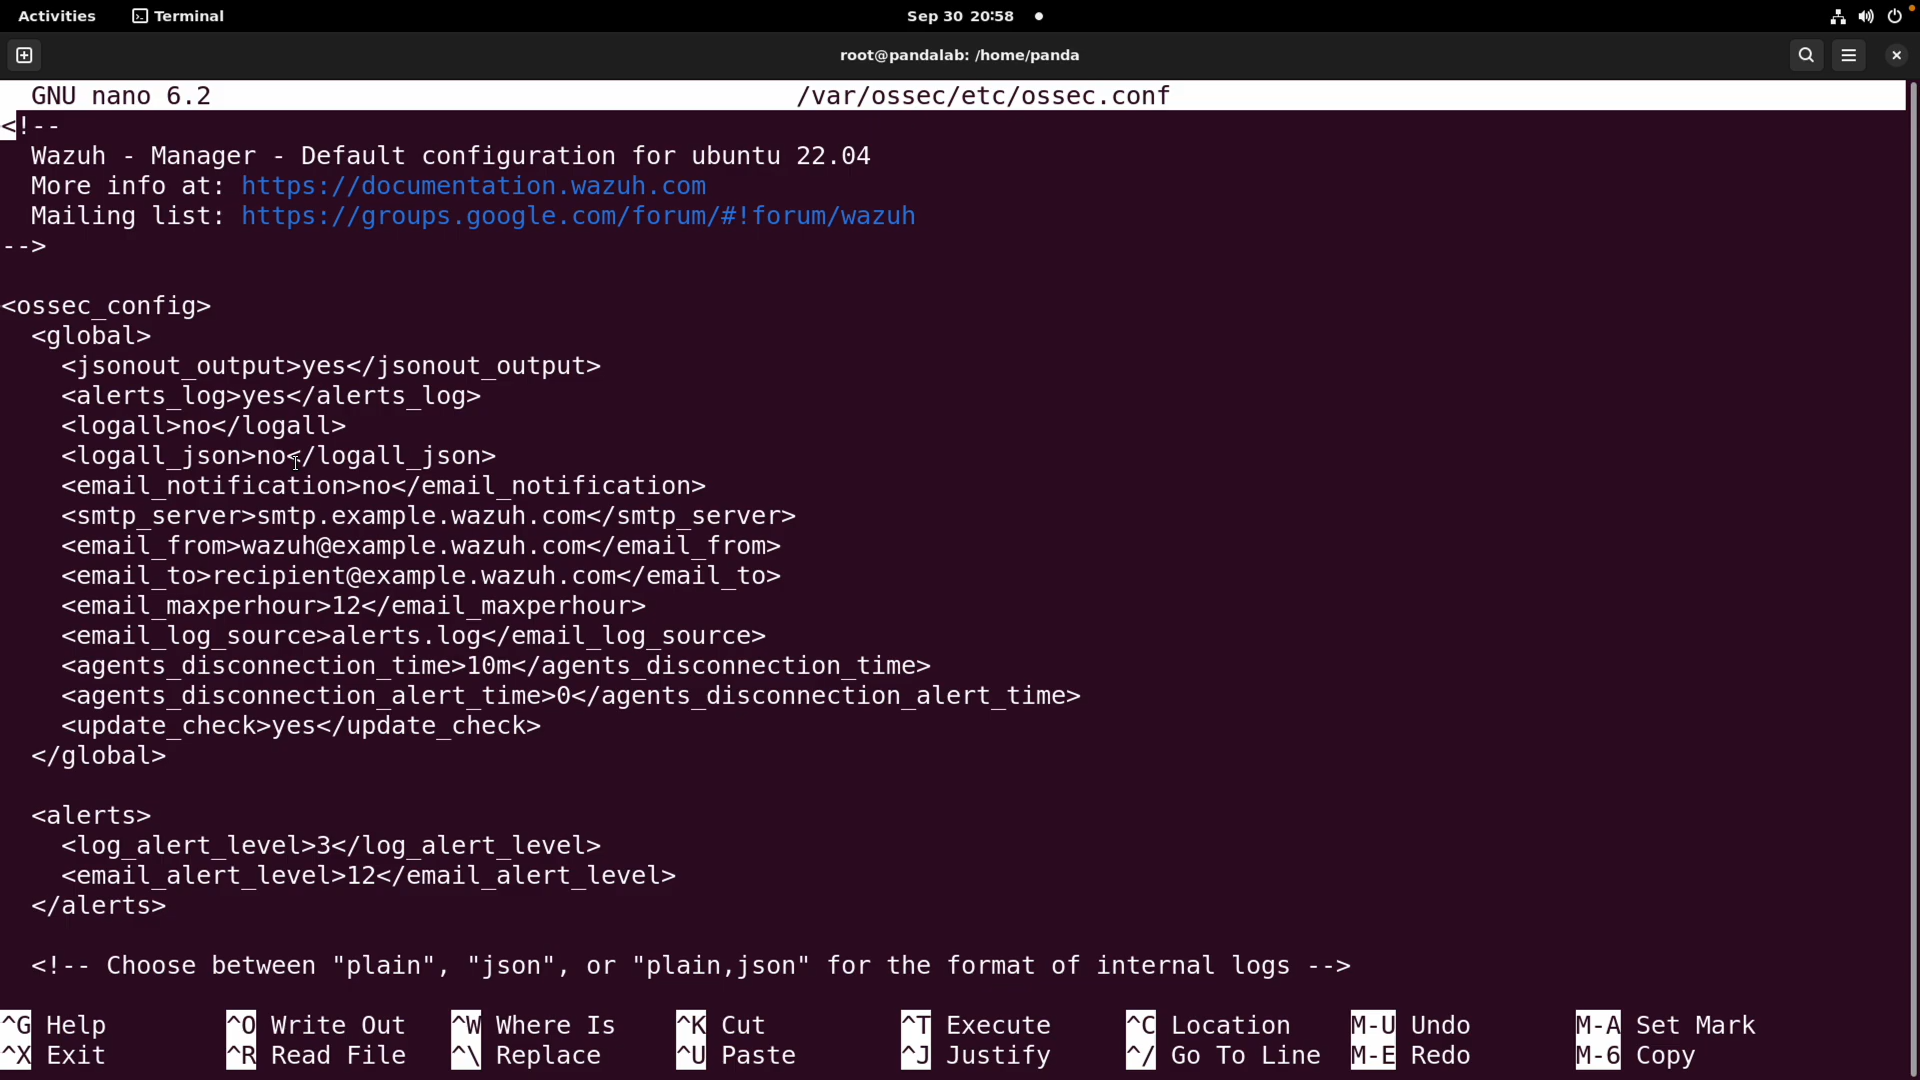 Activities Terminal Sep 30 20:58
root@pandalab: /home/panda
GNU nano 6.2 /var/ossec/etc/ossec.conf
<!--
  Wazuh - Manager - Default configuration for ubuntu 22.04
  More info at: https://documentation.wazuh.com
  Mailing list: https://groups.google.com/forum/#!forum/wazuh
-->
<ossec_config>
  <global>
    <jsonout_output>yes</jsonout_output>
    <alerts_log>yes</alerts_log>
    <logall>no</logall>
    <logall_json>no</logall_json>
    <email_notification>no</email_notification>
    <smtp_server>smtp.example.wazuh.com</smtp_server>
    <email_from>wazuh@example.wazuh.com</email_from>
    <email_to>recipient@example.wazuh.com</email_to>
    <email_maxperhour>12</email_maxperhour>
    <email_log_source>alerts.log</email_log_source>
    <agents_disconnection_time>10m</agents_disconnection_time>
    <agents_disconnection_alert_time>0</agents_disconnection_alert_time>
    <update_check>yes</update_check>
  </global>
  <alerts>
    <log_alert_level>3</log_alert_level>
    <email_alert_level>12</email_alert_level>
  </alerts>
  <!-- Choose between "plain", "json", or "plain,json" for the format of internal logs -->
^G Help ^O Write Out ^W Where Is ^K Cut ^T Execute ^C Location M-U Undo M-A Set Mark
^X Exit ^R Read File ^\ Replace ^U Paste ^J Justify ^/ Go To Line M-E Redo M-6 Copy